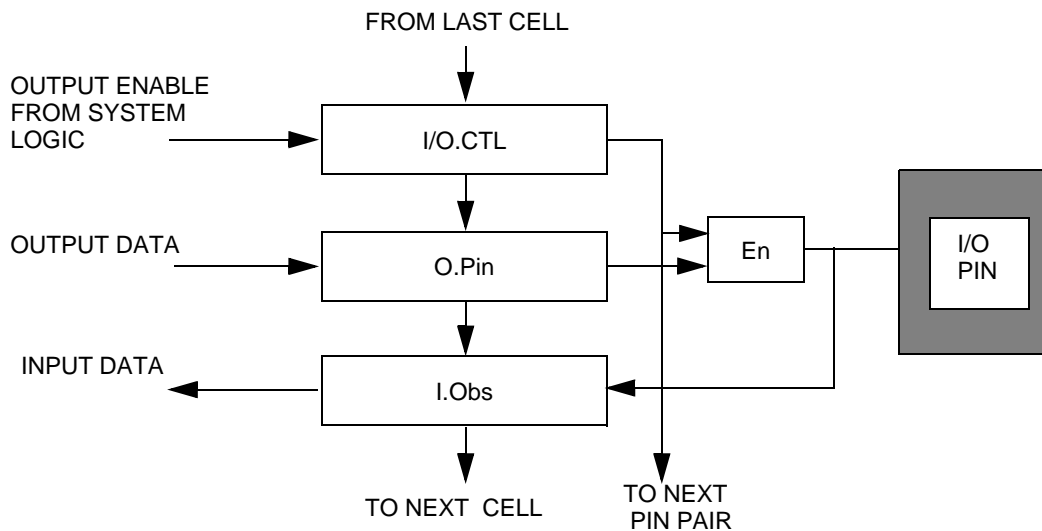 FROM LAST CELL
OUTPUT ENABLE
FROM SYSTEM
LOGIC
I/O.CTL
OUTPUT DATA
O.Pin
En
I/O
PIN
INPUT DATA
I.Obs
TO NEXT CELL
TO NEXT
PIN PAIR